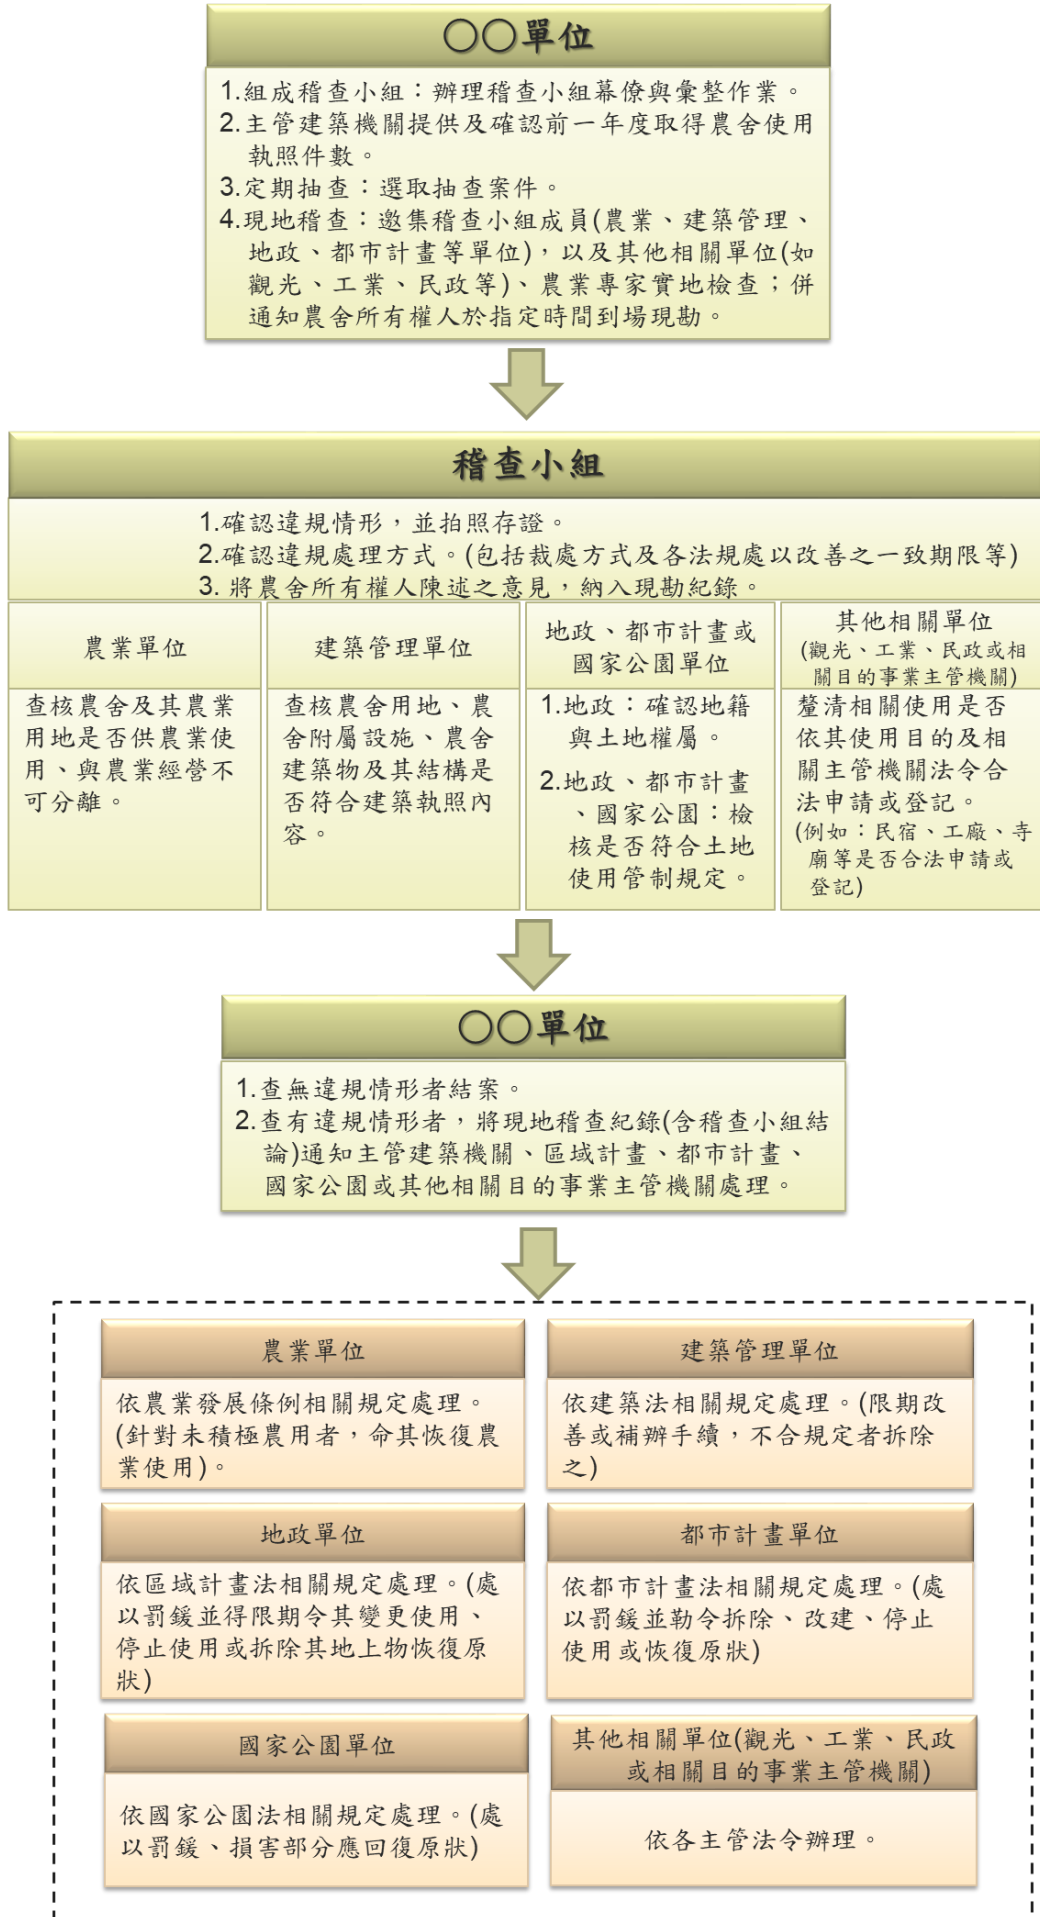 ○○單位
1.組成稽查小組：辦理稽查小組幕僚與彙整作業。
2.主管建築機關提供及確認前一年度取得農舍使用
執照件數。
3.定期抽查：選取抽查案件。
4.現地稽查：邀集稽查小組成員(農業、建築管理、
地政、都市計畫等單位)，以及其他相關單位(如
觀光、工業、民政等)、農業專家實地檢查；併
通知農舍所有權人於指定時間到場現勘。
稽查小組
1.確認違規情形，並拍照存證。
2.確認違規處理方式。(包括裁處方式及各法規處以改善之一致期限等)
3. 將農舍所有權人陳述之意見，納入現勘紀錄。
農業單位
查核農舍及其農業
用地是否供農業使
用、與農業經營不
可分離。
建築管理單位
查核農舍用地、農
舍附屬設施、農舍
建築物及其結構是
否符合建築執照內
容。
地政、都市計畫或
國家公園單位
1.地政：確認地籍
與土地權屬。
2.地政、都市計畫
、國家公園：檢
核是否符合土地
使用管制規定。
其他相關單位
(觀光、工業、民政或相
關目的事業主管機關)
釐清相關使用是否
依其使用目的及相
關主管機關法令合
法申請或登記。
(例如：民宿、工廠、寺
廟等是否合法申請或
登記)
○○單位
1.查無違規情形者結案。
2.查有違規情形者，將現地稽查紀錄(含稽查小組結
論)通知主管建築機關、區域計畫、都市計畫、
國家公園或其他相關目的事業主管機關處理。
農業單位
依農業發展條例相關規定處理。
(針對未積極農用者，命其恢復農
業使用)。
建築管理單位
依建築法相關規定處理。(限期改
善或補辦手續，不合規定者拆除
之)
地政單位
依區域計畫法相關規定處理。(處
以罰鍰並得限期令其變更使用、
停止使用或拆除其地上物恢復原
狀)
都市計畫單位
依都市計畫法相關規定處理。(處
以罰鍰並勒令拆除、改建、停止
使用或恢復原狀)
國家公園單位
依國家公園法相關規定處理。(處
以罰鍰、損害部分應回復原狀)
其他相關單位(觀光、工業、民政
或相關目的事業主管機關)
依各主管法令辦理。